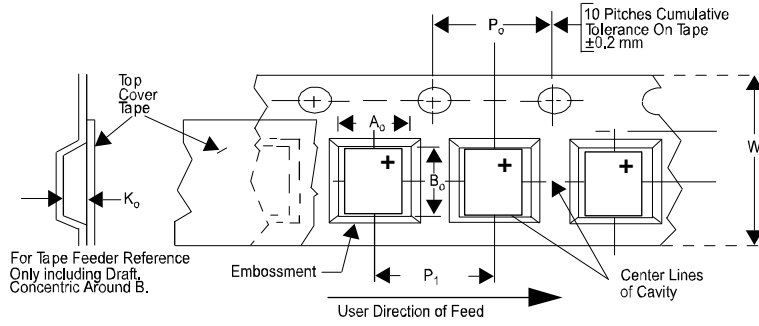 10 Pitches Cumulative
Tolerance On Tape
±0.2 mm
Po
Top
Cover
Tape
Ao
W
Bo
Ko
For Tape Feeder Reference
Only including Draft.
Concentric Around B.
Embossment
P1
Center Lines
of Cavity
User Direction of Feed